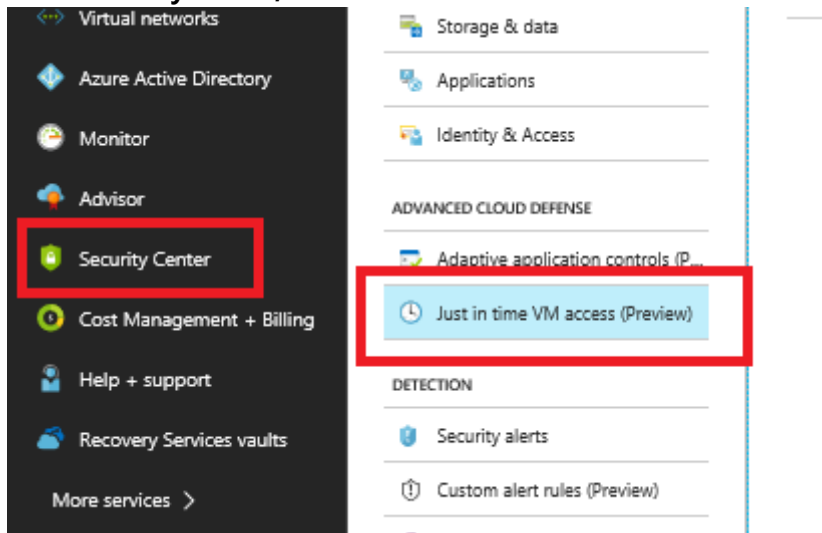 Virtual networks
Azure Active Directory
Monitor
Advisor
Security Center
Cost Management + Billing
Help + support
Recovery Services vaults
More services >
Storage & data
Applications
Identity & Access
ADVANCED CLOUD DEFENSE
Adaptive application controls (P...
Just in time VM access (Preview)
DETECTION
Security alerts
Custom alert rules (Preview)